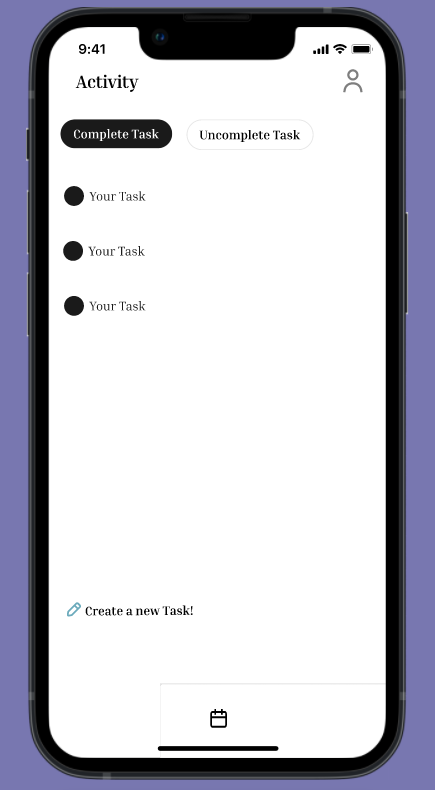 9:41
Activity
Complete Task
Uncomplete Task
Your Task
Your Task
Your Task
Create a new Task!